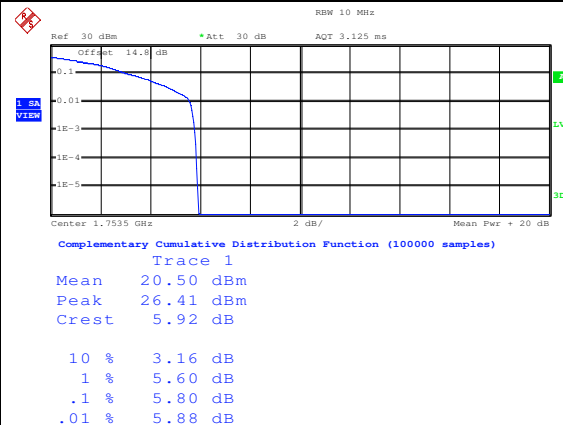 RBW 10 MHz
Ref 30 dBm *Att 30 dB AQT 3.125 ms
Offset 14.8 dB
0.1
0.01
1E-3
1E-4
1E-5
1 SA
VIEW
LV
3D
Center 1.7535 GHz 2 dB/ Mean Pwr + 20 dB
Complementary Cumulative Distribution Function (100000 samples)
Trace 1
Mean 20.50 dBm
Peak 26.41 dBm
Crest 5.92 dB
10 % 3.16 dB
1 % 5.60 dB
.1 % 5.80 dB
.01 % 5.88 dB